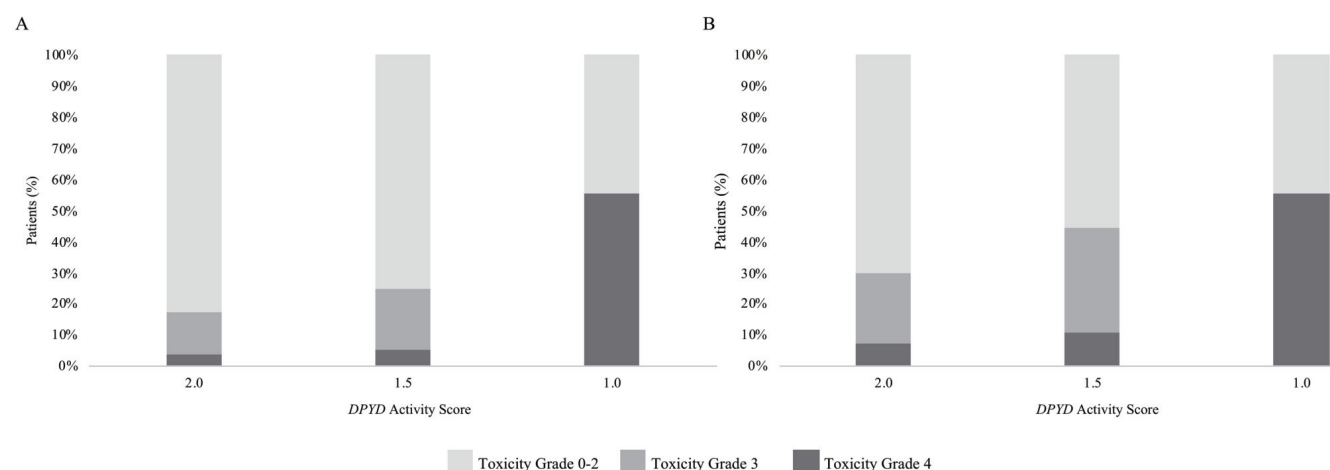 A
100%
90%
80%
70%
60%
50%
40%
30%
20%
10%
0%
Patients (%)
2.0 1.5 1.0
DPYD Activity Score
B
100%
90%
80%
70%
60%
50%
40%
30%
20%
10%
0%
Patients (%)
2.0 1.5 1.0
DPYD Activity Score
Toxicity Grade 0-2 Toxicity Grade 3 Toxicity Grade 4